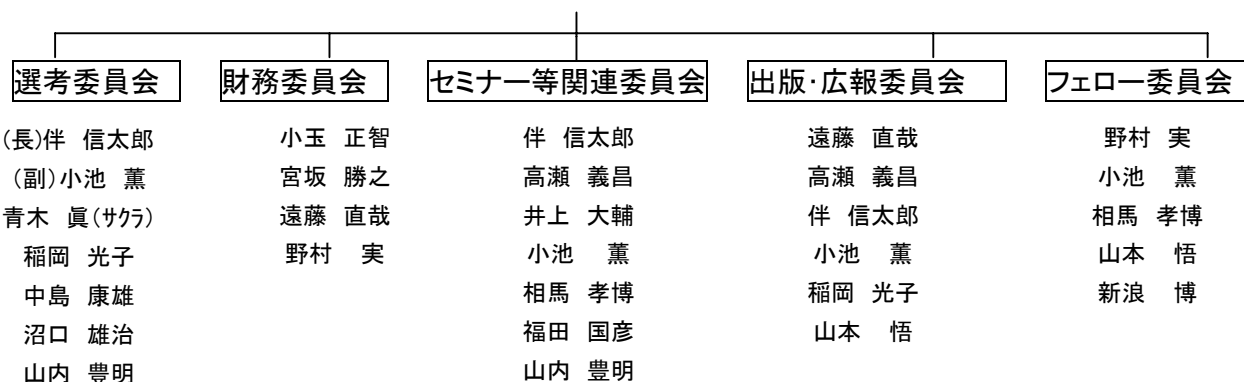 選考委員会
(長)伴 信太郎
(副)小池 薫
青木 眞(サクラ)
稲岡 光子
中島 康雄
沼口 雄治
山内 豊明
財務委員会
小玉 正智
宮坂 勝之
遠藤 直哉
野村 実
セミナー等関連委員会
伴 信太郎
高瀬 義昌
井上 大輔
小池 薫
相馬 孝博
福田 国彦
山内 豊明
出版・広報委員会
遠藤 直哉
高瀬 義昌
伴 信太郎
小池 薫
稲岡 光子
山本 悟
フェロー委員会
野村 実
小池 薫
相馬 孝博
山本 悟
新浪 博